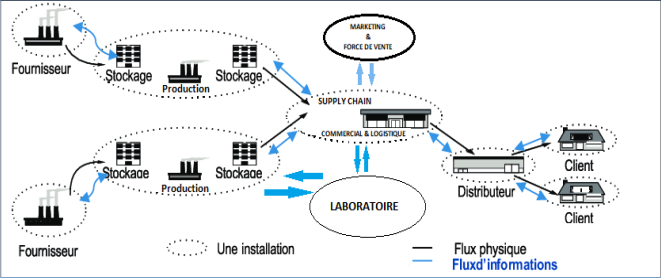 MARKETING
&
FORCE DE VENTE
Fournisseur
Stockage
Production
Stockage
SUPPLY CHAIN
COMMERCIAL & LOGISTIQUE
Client
Stockage
Production
Stockage
Distributeur
Client
LABORATOIRE
Fournisseur
Une installation
Flux physique
Fluxd'informations